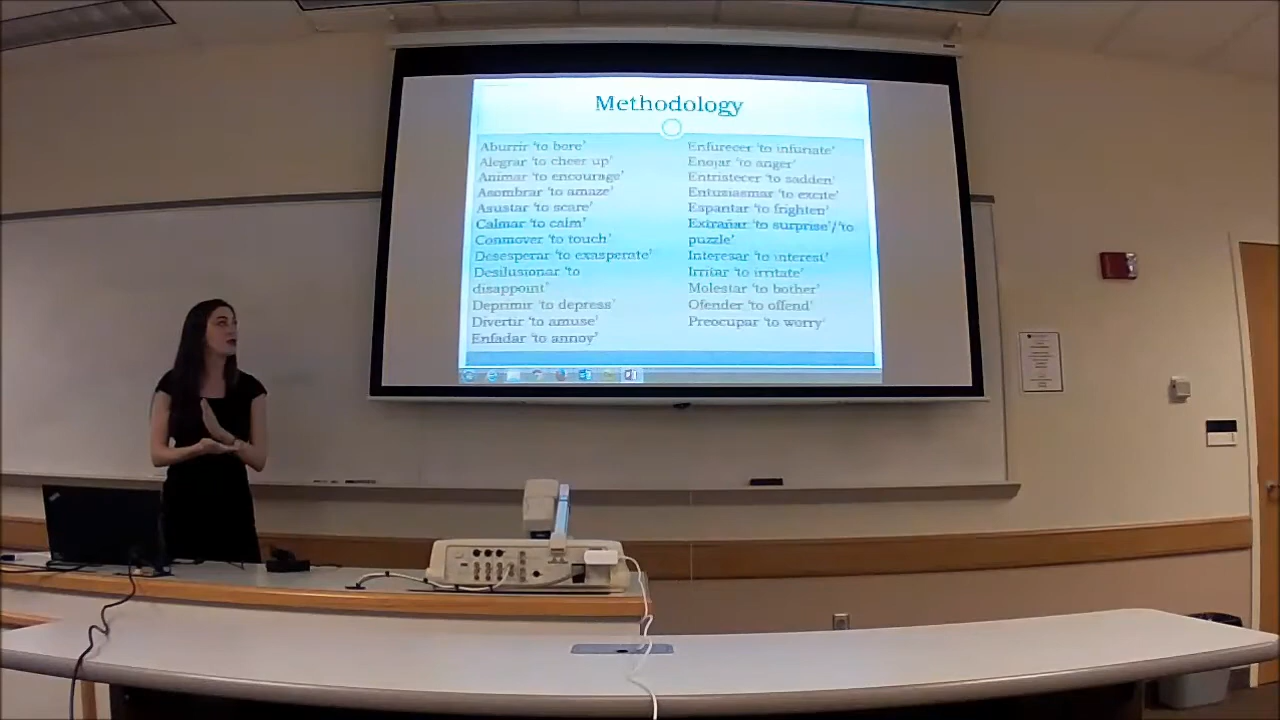 Methodology
Aburrir 'to bore'
Alegrar 'to cheer up'
Animar 'to encourage'
Asombrar 'to amaze'
Asustar 'to scare'
Calmar 'to calm'
Conmover 'to touch'
Desesperar 'to exasperate'
Desilusionar 'to
disappoint'
Deprimir 'to depress'
Divertir 'to amuse'
Enfadar 'to annoy'
Enfurecer 'to infuriate'
Enojar 'to anger'
Entristecer 'to sadden'
Entusiasmar 'to excite'
Espantar 'to frighten'
Extrañar 'to surprise'/'to
puzzle'
Interesar 'to interest'
Irritar 'to irritate'
Molestar 'to bother'
Ofender 'to offend'
Preocupar 'to worry'